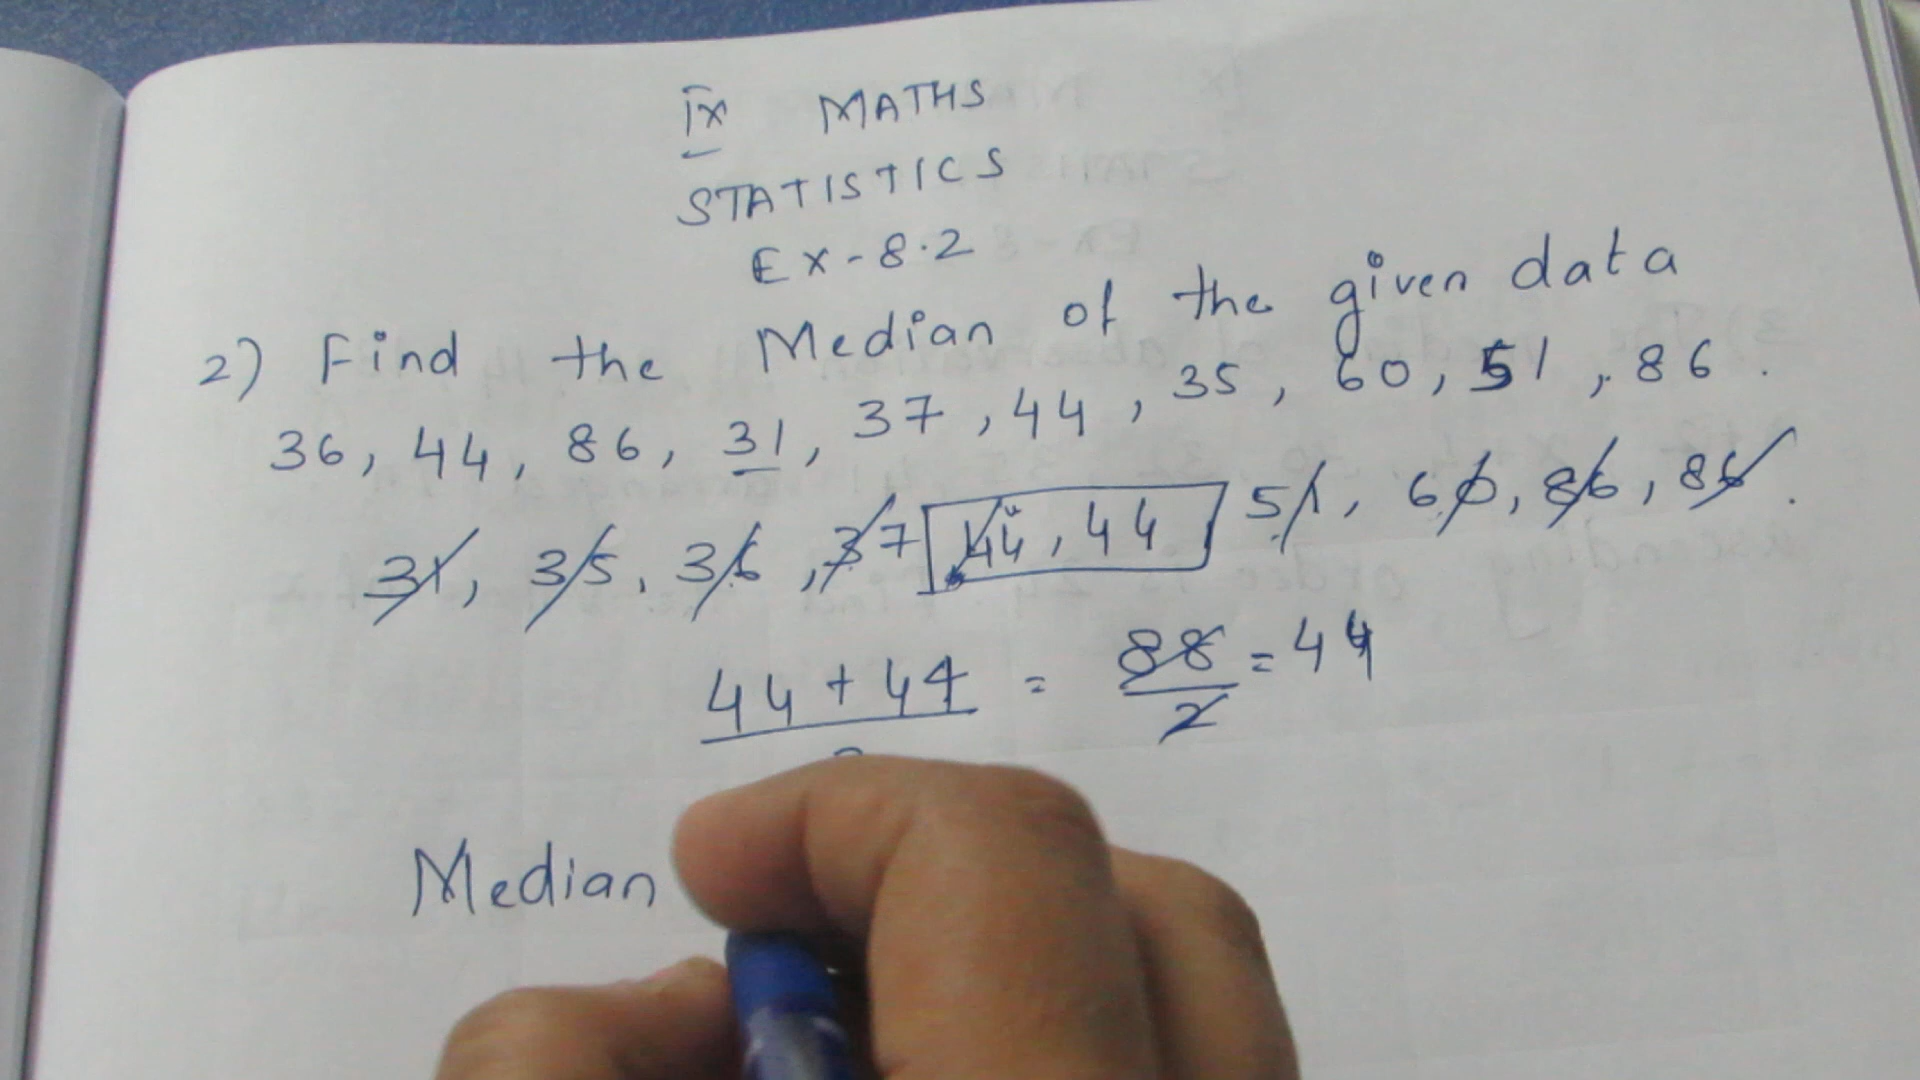 IX MATHS
STATISTICS
EX-8.2
2) Find the Median of the given data
36, 44, 86, 31, 37, 44, 35, 60, 51, 86.
31, 35, 36, 37 44, 44 51, 60, 86, 86.
44+44 = 88/2 = 44
Median